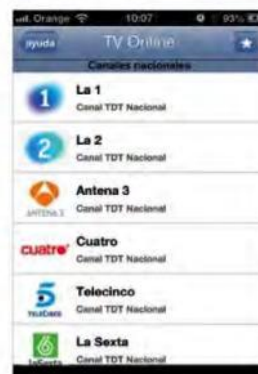 Orange 10:07 93%
ayuda TV Online
Canales nacionales
1 La 1
Canal TDT Nacional
2 La 2
Canal TDT Nacional
ANTENA 3 Antena 3
Canal TDT Nacional
cuatro Cuatro
Canal TDT Nacional
5 TELECINCO Telecinco
Canal TDT Nacional
6 laSexta La Sexta
Canal TDT Nacional